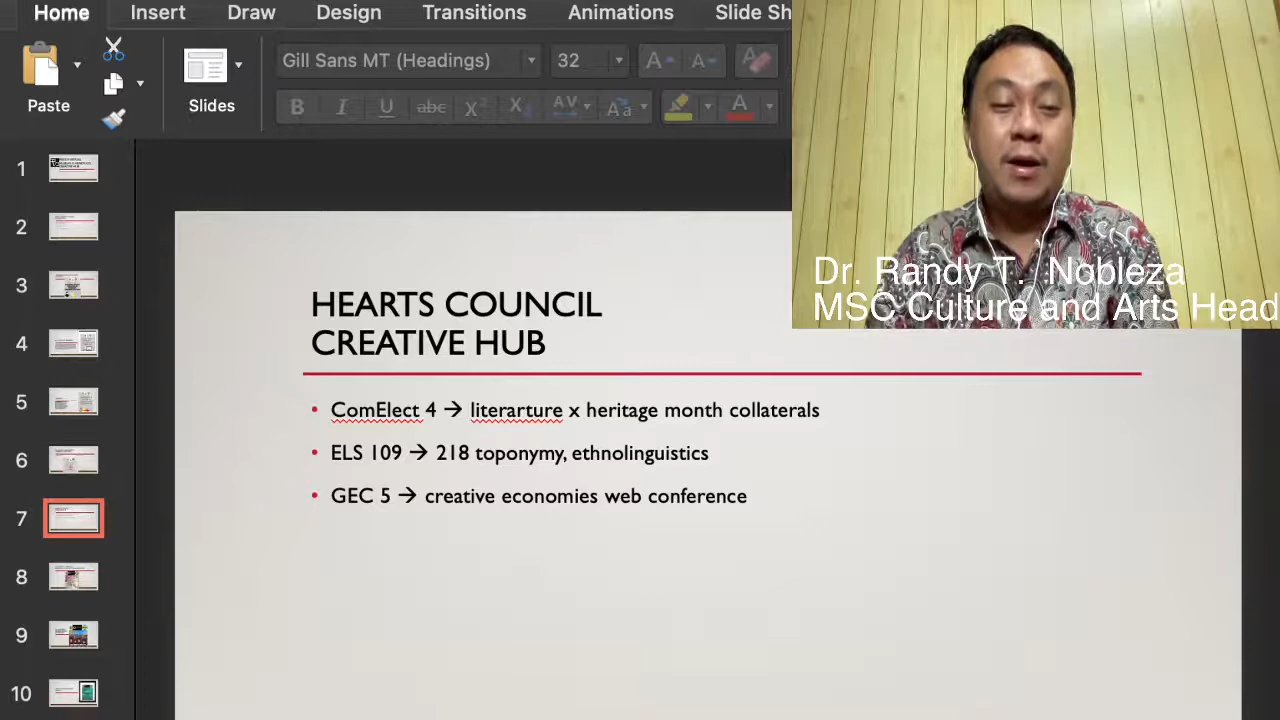 Home Insert Draw Design Transitions Animations Slide Sh
Gill Sans MT (Headings) 32
Paste
Slides
B I U abc X² X₂ AV Aa A
1
2
3
4
5
6
7
8
9
10
Dr. Randy T. Nobleza
MSC Culture and Arts Head
HEARTS COUNCIL
CREATIVE HUB
• ComElect 4 → literarture x heritage month collaterals
• ELS 109 → 218 toponymy, ethnolinguistics
• GEC 5 → creative economies web conference